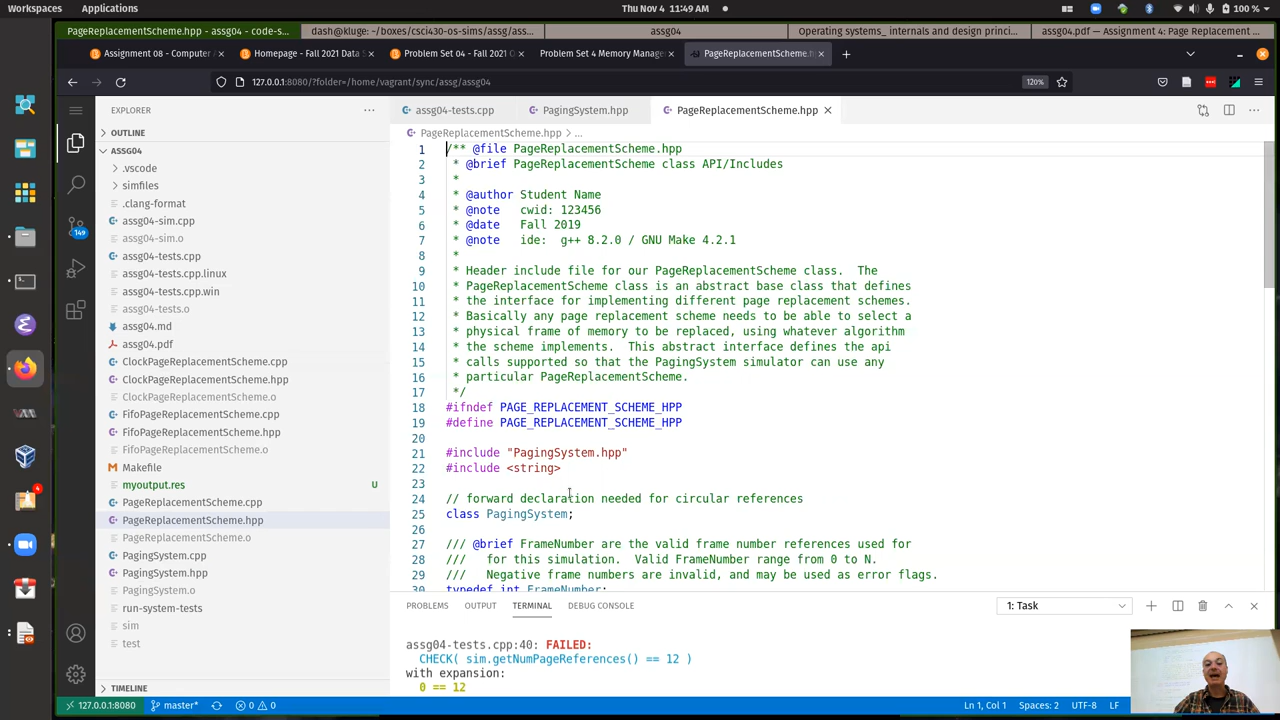 Workspaces Applications Thu Nov 4 11:49 AM 100 %
PageReplacementScheme.hpp - assg04 - code-s... dash@kluge: ~/boxes/csci430-os-sims/assg/ass... assg04 Operating systems_ internals and design princi... assg04.pdf — Assignment 4: Page Replacement ...
Assignment 08 - Computer A Homepage - Fall 2021 Data S Problem Set 04 - Fall 2021 O Problem Set 4 Memory Manag PageReplacementScheme.h
127.0.0.1:8080/?folder=/home/vagrant/sync/assg/assg04 120%
EXPLORER
assg04-tests.cpp PagingSystem.hpp PageReplacementScheme.hpp
OUTLINE
PageReplacementScheme.hpp > ...
ASSG04
.vscode
simfiles
.clang-format
assg04-sim.cpp
assg04-sim.o
149
assg04-tests.cpp
assg04-tests.cpp.linux
assg04-tests.cpp.win
assg04-tests.o
assg04.md
assg04.pdf
ClockPageReplacementScheme.cpp
ClockPageReplacementScheme.hpp
ClockPageReplacementScheme.o
FifoPageReplacementScheme.cpp
FifoPageReplacementScheme.hpp
FifoPageReplacementScheme.o
Makefile
myoutput.res U
PageReplacementScheme.cpp
PageReplacementScheme.hpp
PageReplacementScheme.o
PagingSystem.cpp
PagingSystem.hpp
PagingSystem.o
run-system-tests
sim
test
TIMELINE
1 /** @file PageReplacementScheme.hpp
2 * @brief PageReplacementScheme class API/Includes
3 *
4 * @author Student Name
5 * @note cwid: 123456
6 * @date Fall 2019
7 * @note ide: g++ 8.2.0 / GNU Make 4.2.1
8 *
9 * Header include file for our PageReplacementScheme class. The
10 * PageReplacementScheme class is an abstract base class that defines
11 * the interface for implementing different page replacement schemes.
12 * Basically any page replacement scheme needs to be able to select a
13 * physical frame of memory to be replaced, using whatever algorithm
14 * the scheme implements. This abstract interface defines the api
15 * calls supported so that the PagingSystem simulator can use any
16 * particular PageReplacementScheme.
17 */
18 #ifndef PAGE_REPLACEMENT_SCHEME_HPP
19 #define PAGE_REPLACEMENT_SCHEME_HPP
20
21 #include "PagingSystem.hpp"
22 #include <string>
23
24 // forward declaration needed for circular references
25 class PagingSystem;
26
27 /// @brief FrameNumber are the valid frame number references used for
28 /// for this simulation. Valid FrameNumber range from 0 to N.
29 /// Negative frame numbers are invalid, and may be used as error flags.
30 typedef int FrameNumber;
PROBLEMS OUTPUT TERMINAL DEBUG CONSOLE 1: Task
assg04-tests.cpp:40: FAILED:
CHECK( sim.getNumPageReferences() == 12 )
with expansion:
0 == 12
127.0.0.1:8080 master* 0 0 Ln 1, Col 1 Spaces: 2 UTF-8 LF